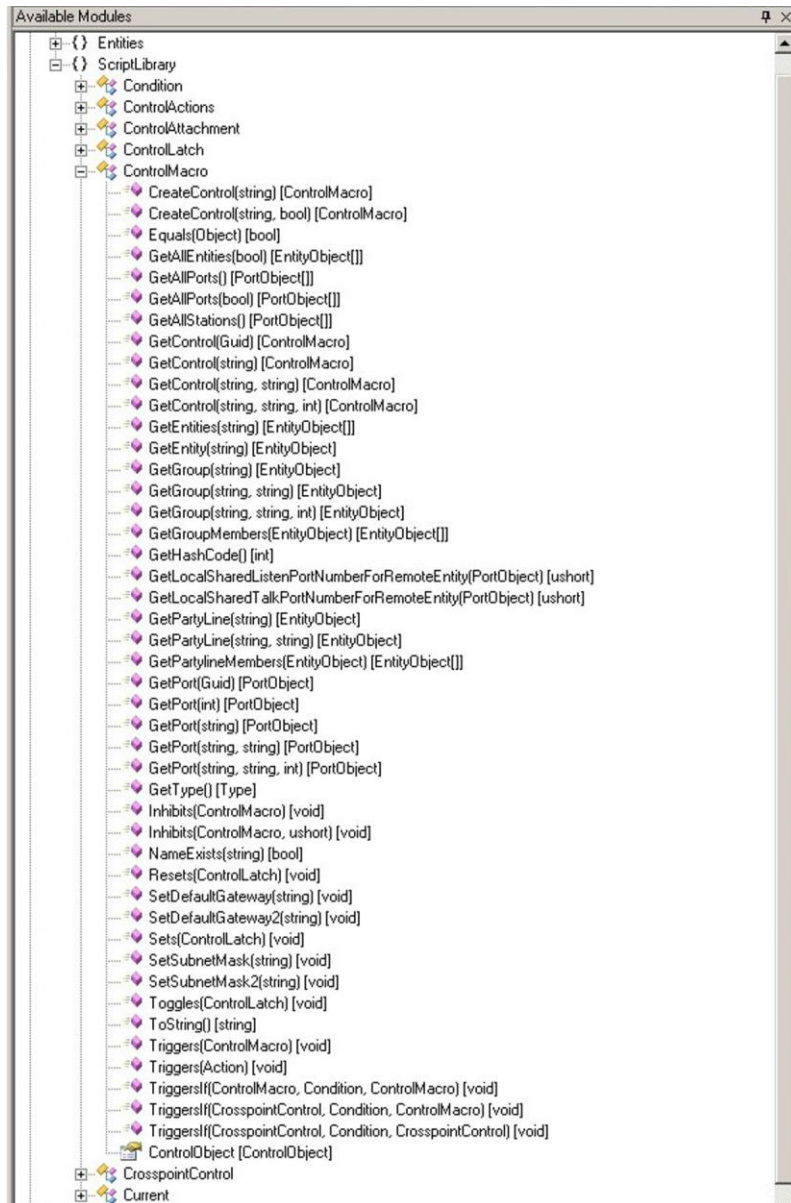 Available Modules
{} Entities
{} ScriptLibrary
Condition
ControlActions
ControlAttachment
ControlLatch
ControlMacro
CreateControl(string) [ControlMacro]
CreateControl(string, bool) [ControlMacro]
Equals(Object) [bool]
GetAllEntities(bool) [EntityObject[]]
GetAllPorts() [PortObject[]]
GetAllPorts(bool) [PortObject[]]
GetAllStations() [PortObject[]]
GetControl(Guid) [ControlMacro]
GetControl(string) [ControlMacro]
GetControl(string, string) [ControlMacro]
GetControl(string, string, int) [ControlMacro]
GetEntities(string) [EntityObject[]]
GetEntity(string) [EntityObject]
GetGroup(string) [EntityObject]
GetGroup(string, string) [EntityObject]
GetGroup(string, string, int) [EntityObject]
GetGroupMembers(EntityObject) [EntityObject[]]
GetHashCode() [int]
GetLocalSharedListenPortNumberForRemoteEntity(PortObject) [ushort]
GetLocalSharedTalkPortNumberForRemoteEntity(PortObject) [ushort]
GetPartyLine(string) [EntityObject]
GetPartyLine(string, string) [EntityObject]
GetPartylineMembers(EntityObject) [EntityObject[]]
GetPort(Guid) [PortObject]
GetPort(int) [PortObject]
GetPort(string) [PortObject]
GetPort(string, string) [PortObject]
GetPort(string, string, int) [PortObject]
GetType() [Type]
Inhibits(ControlMacro) [void]
Inhibits(ControlMacro, ushort) [void]
NameExists(string) [bool]
Resets(ControlLatch) [void]
SetDefaultGateway(string) [void]
SetDefaultGateway2(string) [void]
Sets(ControlLatch) [void]
SetSubnetMask(string) [void]
SetSubnetMask2(string) [void]
Toggles(ControlLatch) [void]
ToString() [string]
Triggers(ControlMacro) [void]
Triggers(Action) [void]
TriggersIf(ControlMacro, Condition, ControlMacro) [void]
TriggersIf(CrosspointControl, Condition, ControlMacro) [void]
TriggersIf(CrosspointControl, Condition, CrosspointControl) [void]
ControlObject [ControlObject]
CrosspointControl
Current